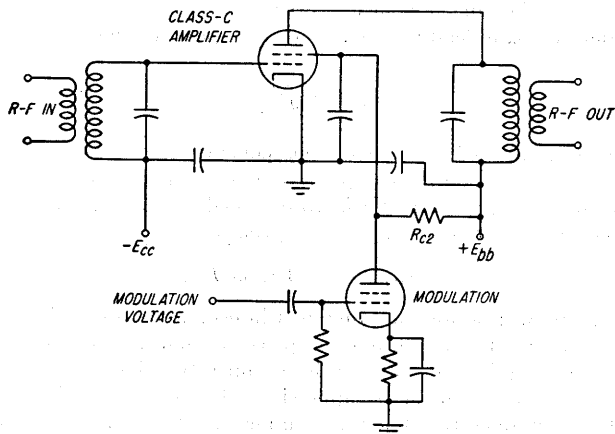 CLASS-C
AMPLIFIER
R-F IN
R-F OUT
-Ecc
Rc2
+Ebb
MODULATION
VOLTAGE
MODULATION